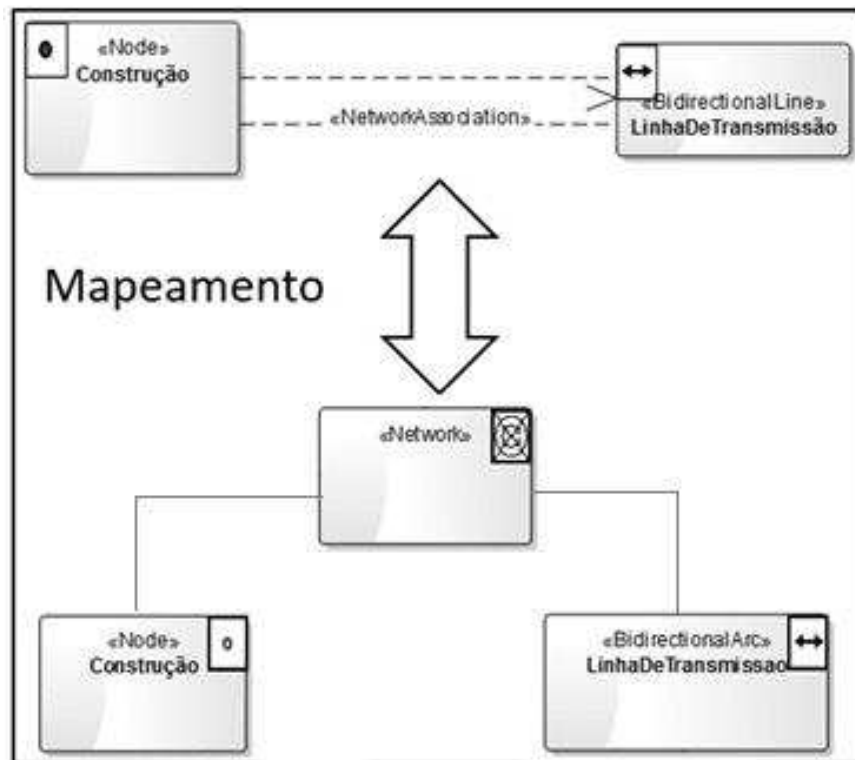 «Node»
Construção
«NetworkAssociation»
«BidirectionalLine»
LinhaDeTransmissão
Mapeamento
«Network»
«Node»
Construção
«BidirectionalArc»
LinhaDeTransmissao